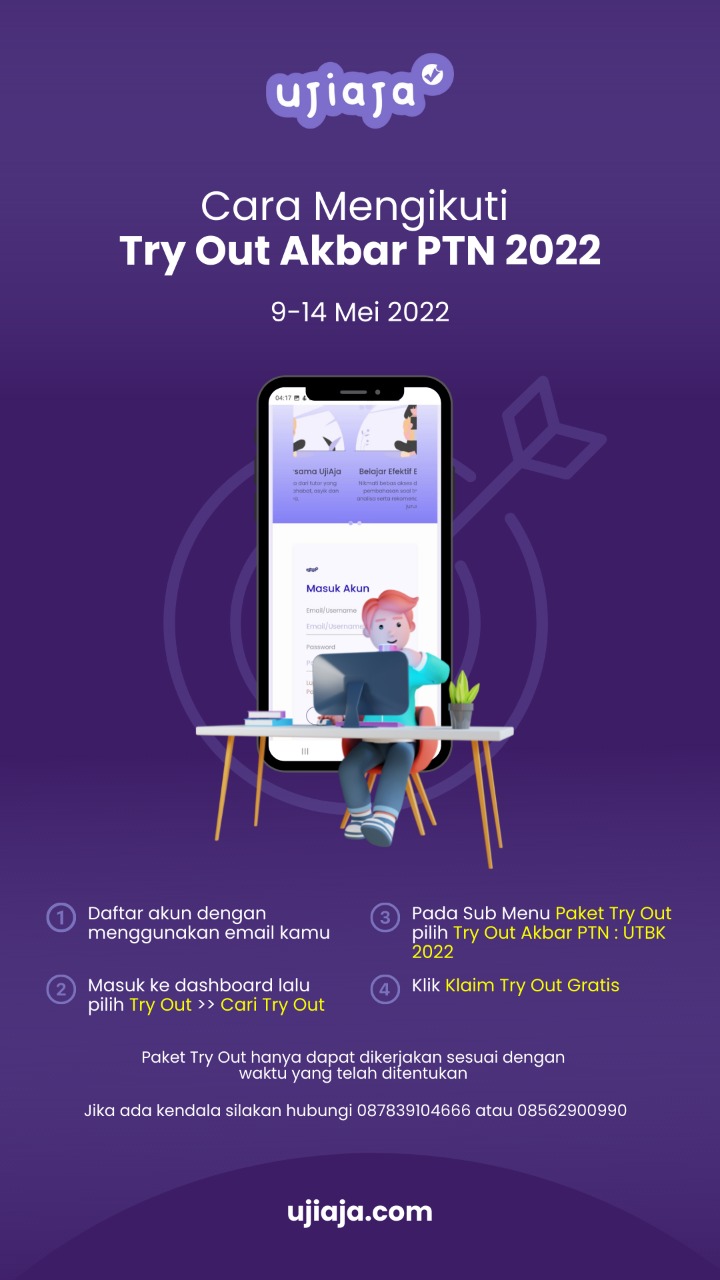 ujiaja
Cara Mengikuti
Try Out Akbar PTN 2022
9-14 Mei 2022
04:17
rsama UjiAja
Belajar Efektif E
Masuk Akun
Email/Username
Email/Username
Password
1 Daftar akun dengan
menggunakan email kamu
2 Masuk ke dashboard lalu
pilih Try Out >> Cari Try Out
3 Pada Sub Menu Paket Try Out
pilih Try Out Akbar PTN : UTBK
2022
4 Klik Klaim Try Out Gratis
Paket Try Out hanya dapat dikerjakan sesuai dengan
waktu yang telah ditentukan
Jika ada kendala silakan hubungi 087839104666 atau 08562900990
ujiaja.com